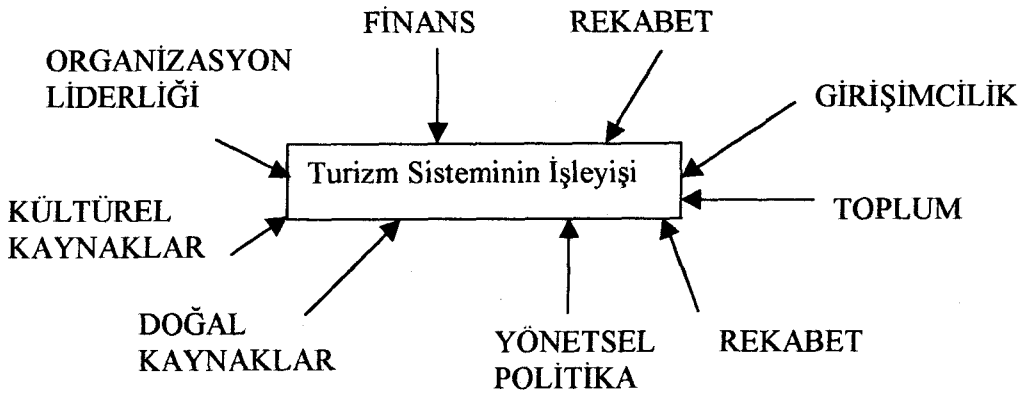 FİNANS
REKABET
ORGANİZASYON
LİDERLİĞİ
GİRİŞİMCİLİK
Turizm Sisteminin İşleyişi
KÜLTÜREL
KAYNAKLAR
TOPLUM
DOĞAL
KAYNAKLAR
YÖNETSEL
POLİTİKA
REKABET